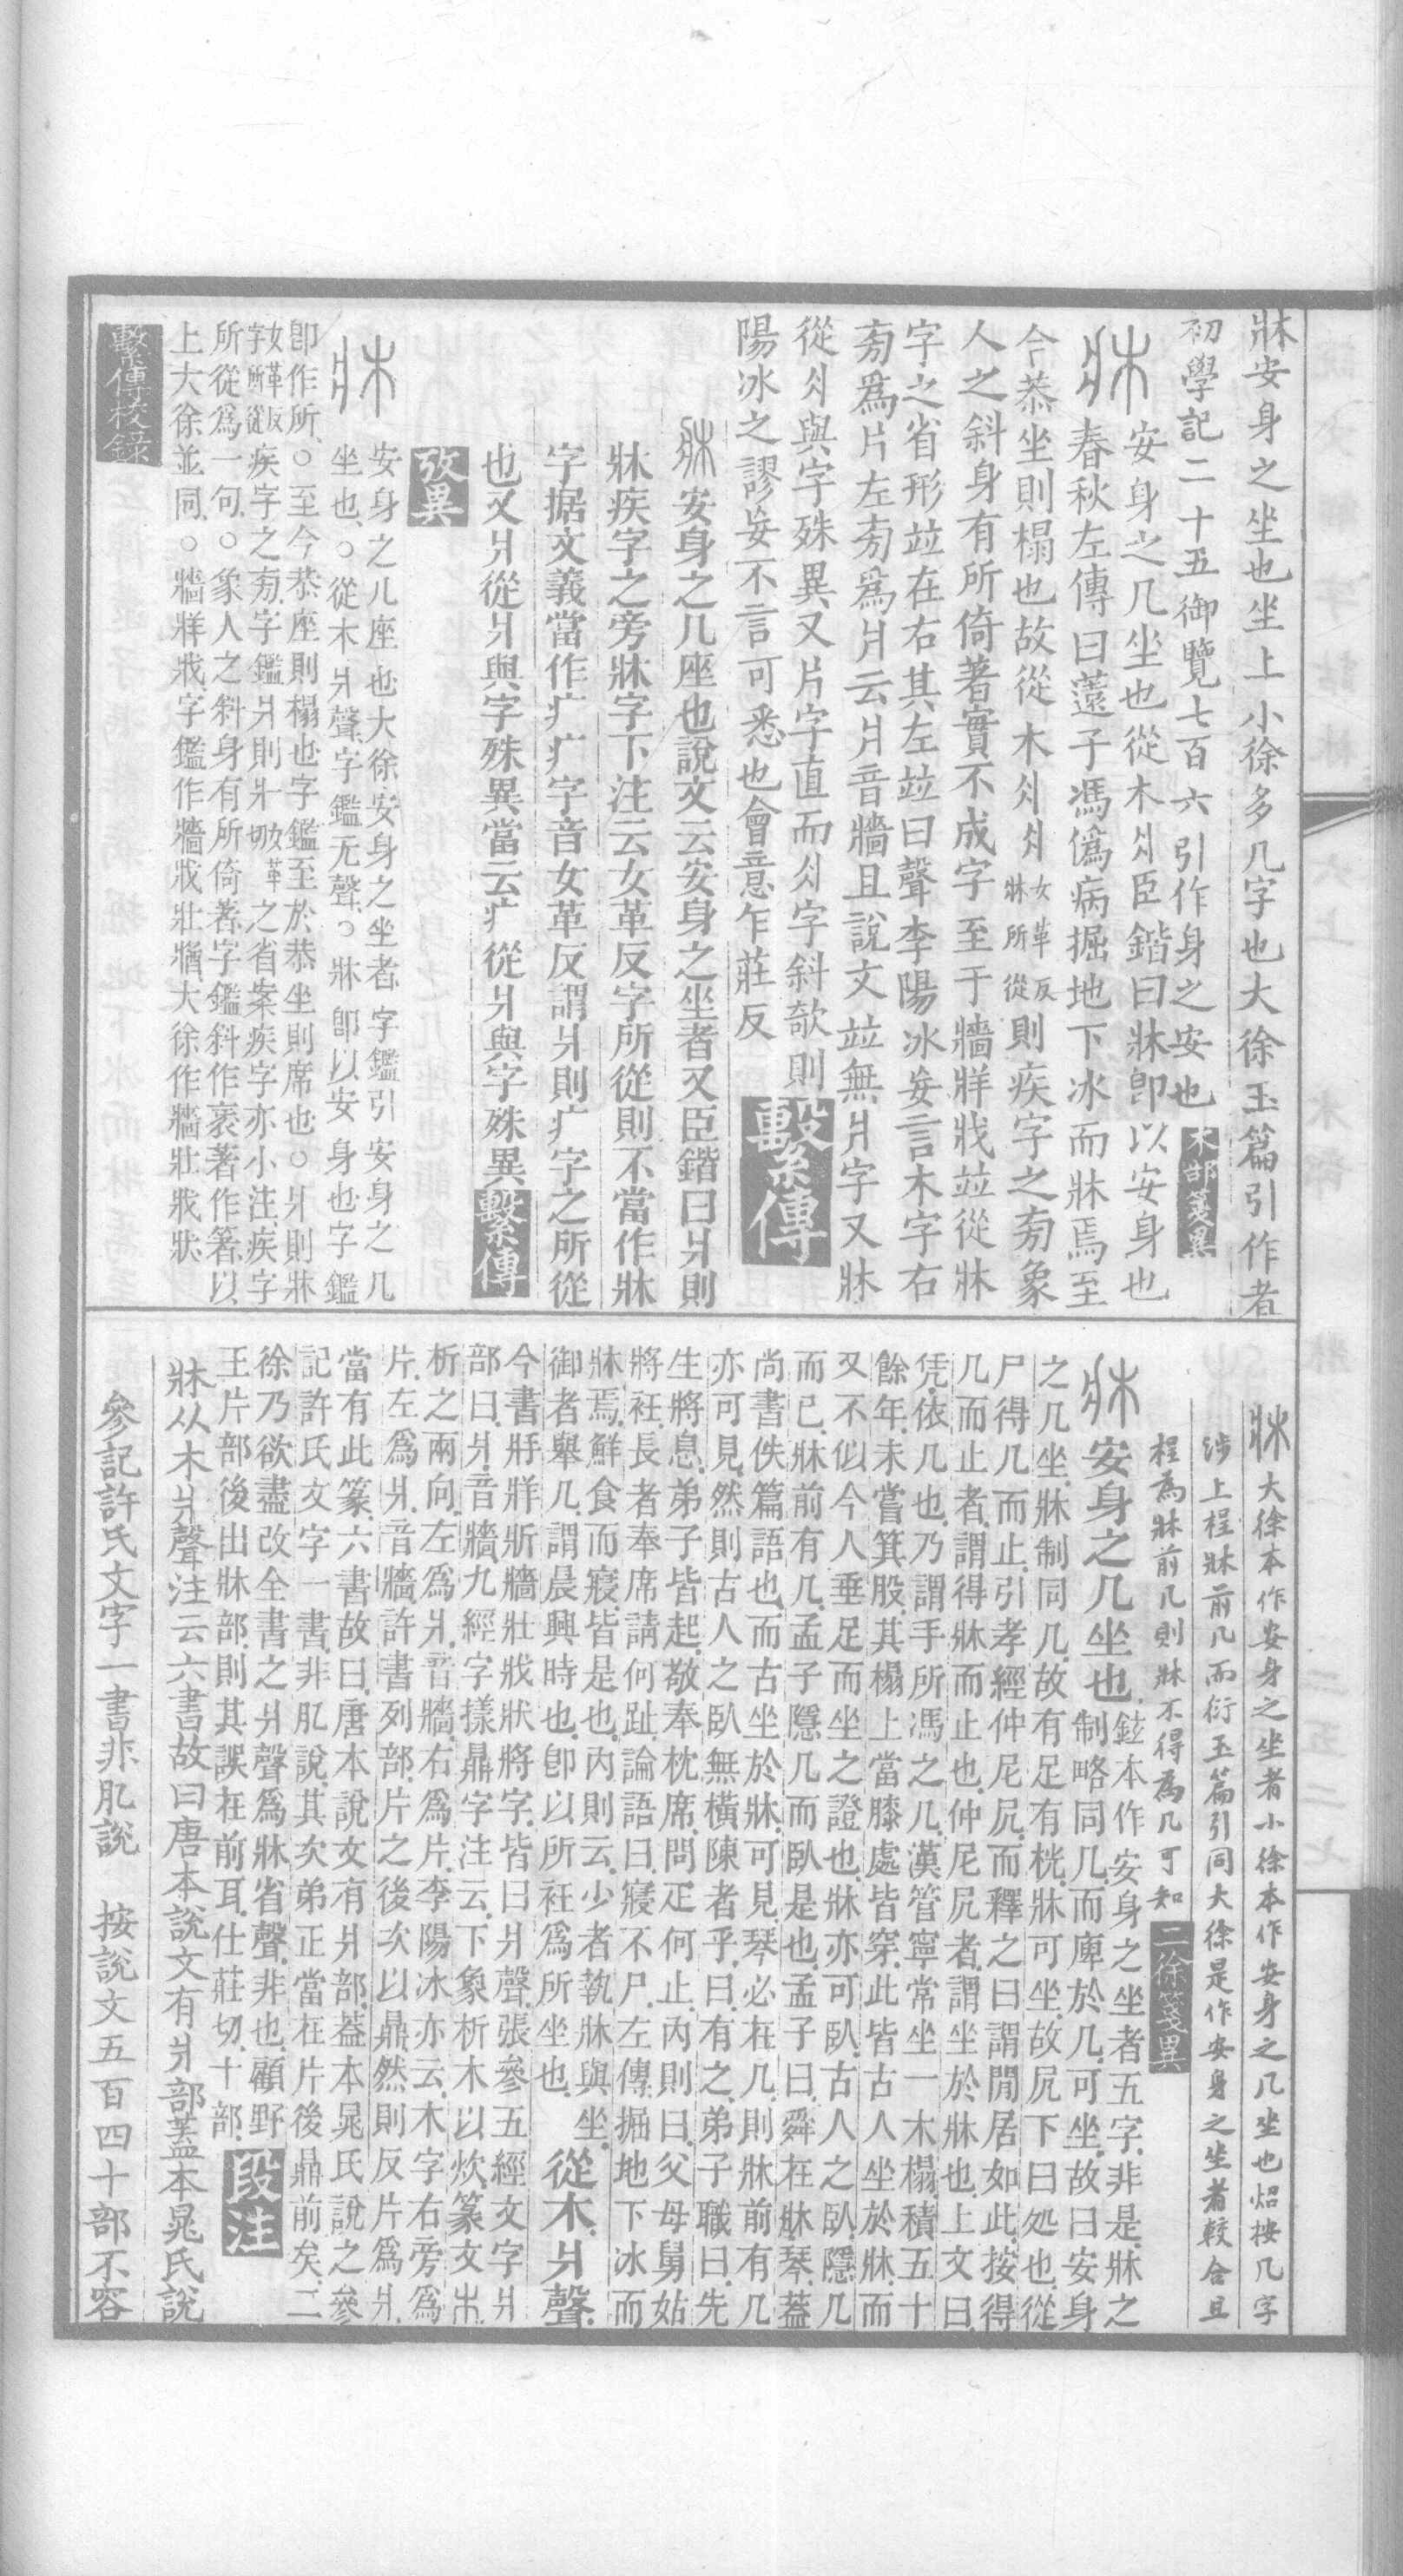 牀安身之坐也坐上小徐多几字也大徐玉篇引作者
初學記二十五御覽七百六引作身之安也木部箋異
牀安身之几坐也從木爿臣鍇曰牀卽以安身也
春秋左傳曰薳子馮僞病掘地下冰而牀焉至
今恭坐則榻也故從木爿爿女革反牀所從則疾字之㫄象
人之斜身有所倚著實不成字至于牆牂戕竝從牀
字之省形竝在右其左竝曰聲李陽冰妄言木字右
㫄爲片左㫄爲爿云爿音牆且說文竝無爿字又牀
從爿與字殊異又片字直而爿字斜欹則繫傳
陽冰之謬妄不言可悉也會意乍莊反
牀安身之几座也說文云安身之坐者又臣鍇曰爿則
牀疾字之旁牀字下注云女革反字所從則不當作牀
字据文義當作疒疒字音女革反謂爿則疒字之所從
也又爿從爿與字殊異當云疒從爿與字殊異繫傳
攷異
牀安身之几座也大徐安身之坐者字鑑引安身之几
坐也○從木爿聲字鑑无聲○牀卽以安身也字鑑
卽作所○至今恭座則榻也字鑑至於恭坐則席也○爿則牀
女革反字所從疾字之㫄字鑑爿則爿女革切之省案疾字亦小注疾字
所從爲一句○象人之斜身有所倚著字鑑斜作衺著作箸以
上大徐並同○牆牂戕字鑑作牆戕壯牆大徐作牆壯戕狀
繫傳校錄
牀大徐本作安身之坐者小徐本作安身之几坐也炤按几字
涉上桯牀前几而衍玉篇引同大徐是作安身之坐者較合且
桯爲牀前几則牀不得爲几可知二徐箋異
牀安身之几坐也鉉本作安身之坐者五字非是牀之
制略同几而庳於几可坐故曰安身
之几坐牀制同几故有足有桄牀可坐故凥下曰処也從
尸得几而止引孝經仲尼凥而釋之曰謂閒居如此按得
几而止者謂得牀而止也仲尼凥者謂坐於牀也上文曰
凭依几也乃謂手所馮之几漢管寧常坐一木榻積五十
餘年未嘗箕股其榻上當膝處皆穿此皆古人坐於牀而
又不似今人垂足而坐之證也牀亦可臥古人之臥隱几
而已牀前有几孟子隱几而臥是也孟子曰舜在牀琴蓋
尚書佚篇語也而古坐於牀可見琴必在几則牀前有几
亦可見然則古人之臥無橫陳者乎曰有之弟子職曰先
生將息弟子皆起敬奉枕席問疋何止內則曰父母舅姑
將衽長者奉席請何趾論語曰寢不尸左傳掘地下冰而
牀焉鮮食而寢皆是也內則云少者執牀與坐
御者舉几謂晨興時也卽以所衽爲所坐也從木爿聲
今書牂牂斨牆壯戕狀將字皆曰爿聲張參五經文字爿
部曰爿音牆九經字樣鼎字注云下象析木以炊篆文𣎳
析之兩向左爲爿音牆右爲片李陽冰亦云木字右旁爲
片左爲爿音牆許書列部片之後次以鼎然則反片爲爿
當有此篆六書故曰唐本說文有爿部蓋本晁氏說之參
記許氏文字一書非肊說其次弟正當在片後鼎前矣二
徐乃欲盡改全書之爿聲爲牀省聲非也顧野
王片部後出牀部則其誤在前耳仕莊切十部段注
牀从木爿聲注云六書故曰唐本說文有爿部蓋本晁氏說
參記許氏文字一書非肊說　按說文五百四十部不容